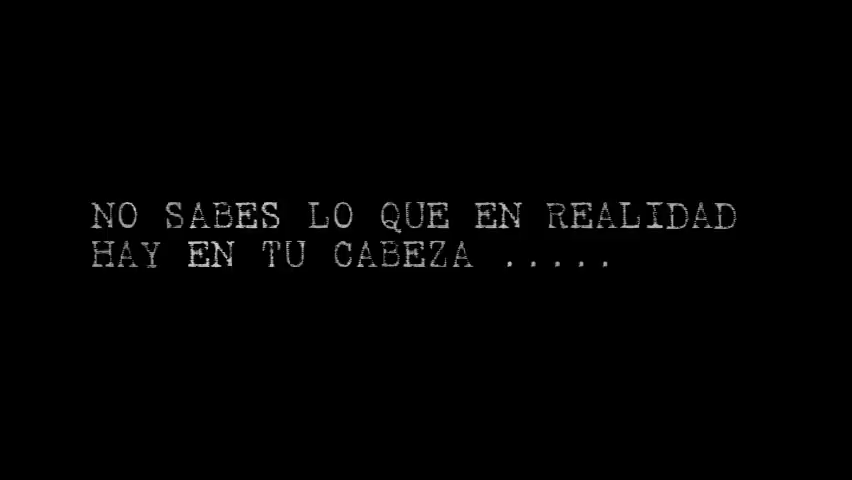 NO SABES LO QUE EN REALIDAD
HAY EN TU CABEZA .....